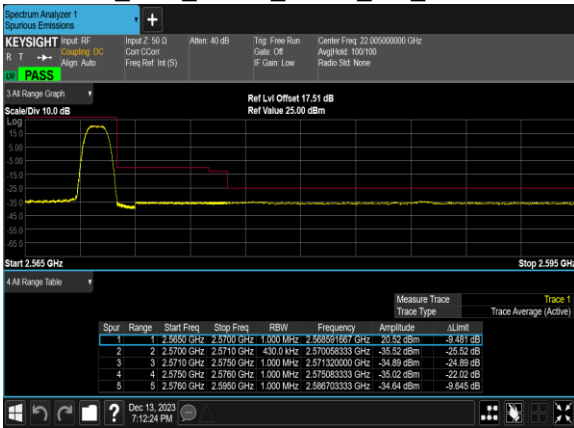 Spectrum Analyzer 1
Spurious Emissions
+
KEYSIGHT Input: RF Input Z: 50 Ω Atten: 40 dB Trig: Free Run Center Freq: 22.005000000 GHz
R T Coupling: DC Corr CCorr Gate: Off Avg|Hold: 100/100
Align: Auto Freq Ref: Int (S) IF Gain: Low Radio Std: None
LM PASS
3 All Range Graph
Scale/Div 10.0 dB
Ref Lvl Offset 17.51 dB
Ref Value 25.00 dBm
Log
15.0
5.00
-5.00
-15.0
-25.0
-35.0
-45.0
-55.0
-65.0
Start 2.565 GHz Stop 2.595 GHz
4 All Range Table
Measure Trace Trace 1
Trace Type Trace Average (Active)
Spur Range Start Freq Stop Freq RBW Frequency Amplitude ΔLimit
1 1 2.5650 GHz 2.5700 GHz 1.000 MHz 2.568591667 GHz 20.52 dBm -9.481 dB
2 2 2.5700 GHz 2.5710 GHz 430.0 kHz 2.570058333 GHz -35.52 dBm -25.52 dB
3 3 2.5710 GHz 2.5750 GHz 1.000 MHz 2.571320000 GHz -34.89 dBm -24.89 dB
4 4 2.5750 GHz 2.5760 GHz 1.000 MHz 2.575083333 GHz -35.02 dBm -22.02 dB
5 5 2.5760 GHz 2.5950 GHz 1.000 MHz 2.586703333 GHz -34.64 dBm -9.645 dB
?
Dec 13, 2023
7:12:24 PM